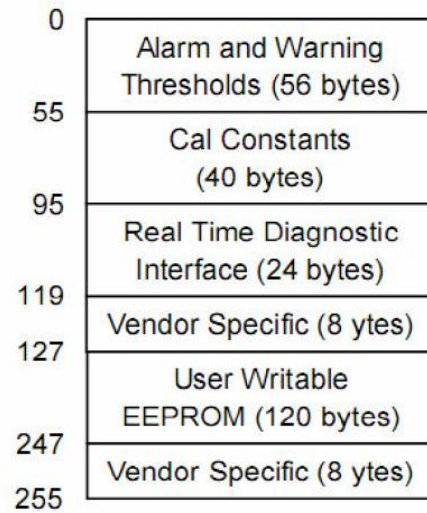 0
Alarm and Warning
Thresholds (56 bytes)
55
Cal Constants
(40 bytes)
95
Real Time Diagnostic
Interface (24 bytes)
119
Vendor Specific (8 ytes)
127
User Writable
EEPROM (120 bytes)
247
Vendor Specific (8 ytes)
255